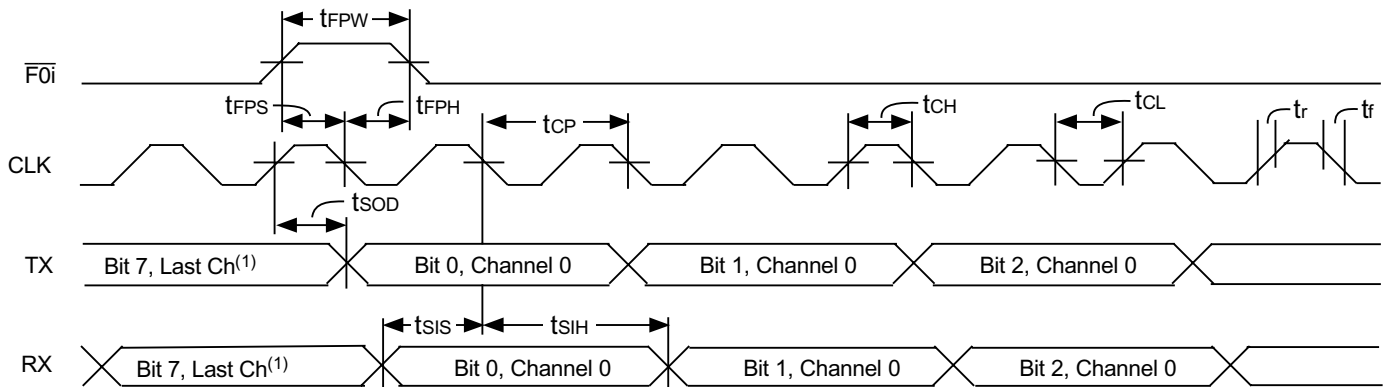 tFPW
F0i
tFPS
tFPH
tCP
tCH
tCL
tr
tf
CLK
tSOD
TX
Bit 7, Last Ch(1)
Bit 0, Channel 0
Bit 1, Channel 0
Bit 2, Channel 0
tSIS
tSIH
RX
Bit 7, Last Ch(1)
Bit 0, Channel 0
Bit 1, Channel 0
Bit 2, Channel 0